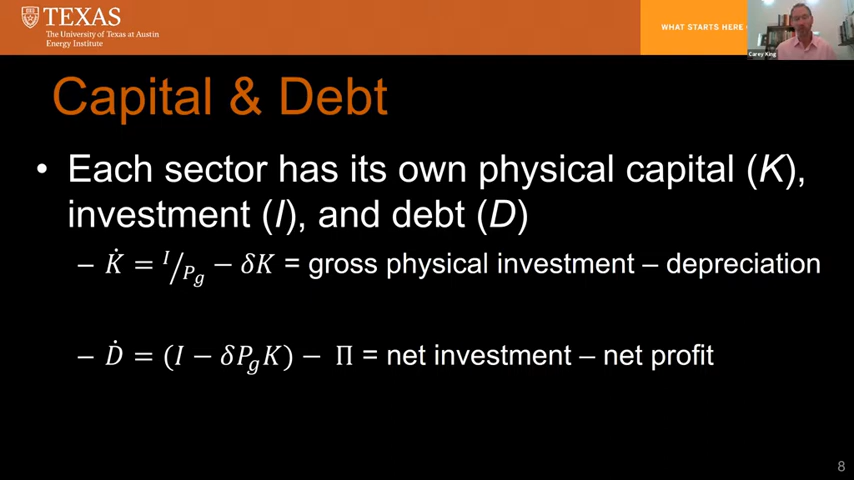 TEXAS
The University of Texas at Austin
Energy Institute
WHAT STARTS HERE
Carey King
Capital & Debt
• Each sector has its own physical capital (K),
investment (I), and debt (D)
– K̇ = I/P_g − δK = gross physical investment – depreciation
– Ḋ = (I − δP_gK) − Π = net investment – net profit
8